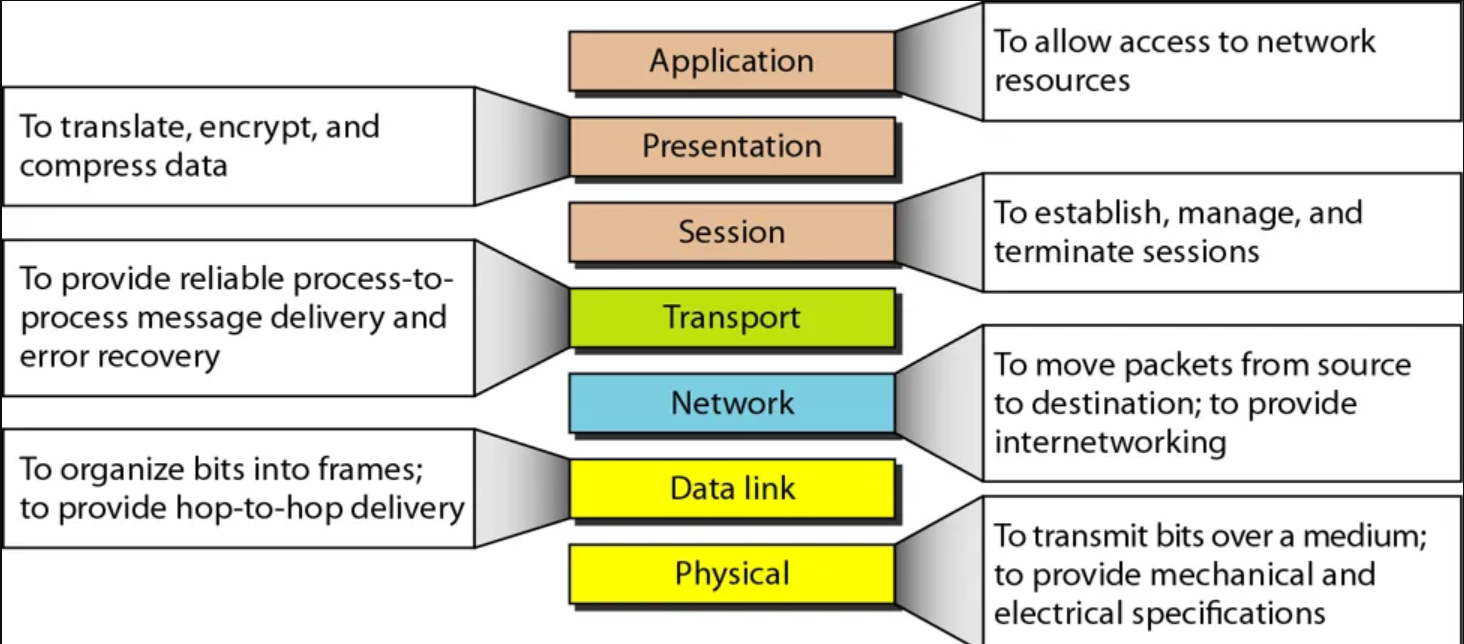 Application
To allow access to network
resources
To translate, encrypt, and
compress data
Presentation
Session
To establish, manage, and
terminate sessions
To provide reliable process-to-
process message delivery and
error recovery
Transport
Network
To move packets from source
to destination; to provide
internetworking
To organize bits into frames;
to provide hop-to-hop delivery
Data link
Physical
To transmit bits over a medium;
to provide mechanical and
electrical specifications